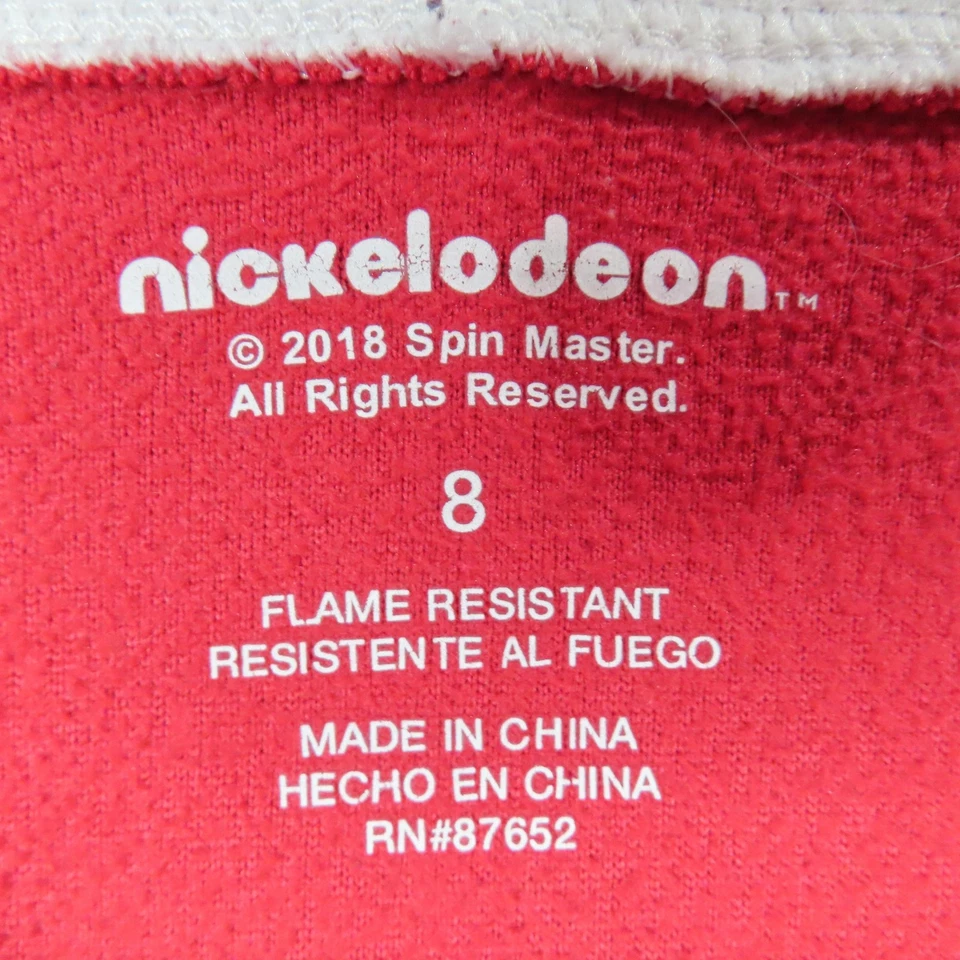 nickelodeon™
© 2018 Spin Master.
All Rights Reserved.
8
FLAME RESISTANT
RESISTENTE AL FUEGO
MADE IN CHINA
HECHO EN CHINA
RN#87652